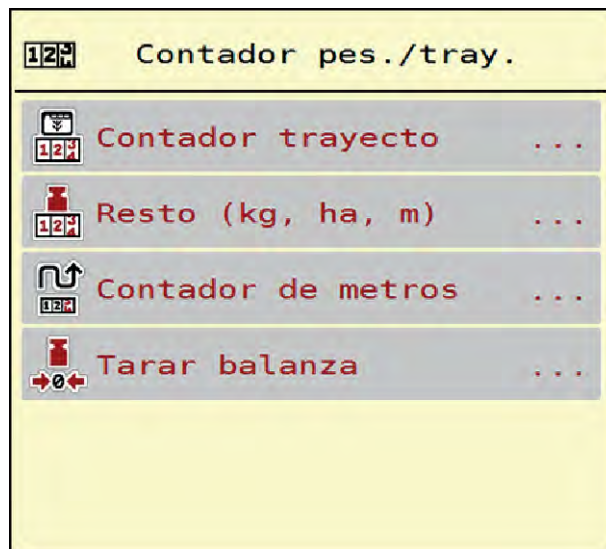 Contador pes./tray.
Contador trayecto ...
Resto (kg, ha, m) ...
Contador de metros ...
Tarar balanza ...